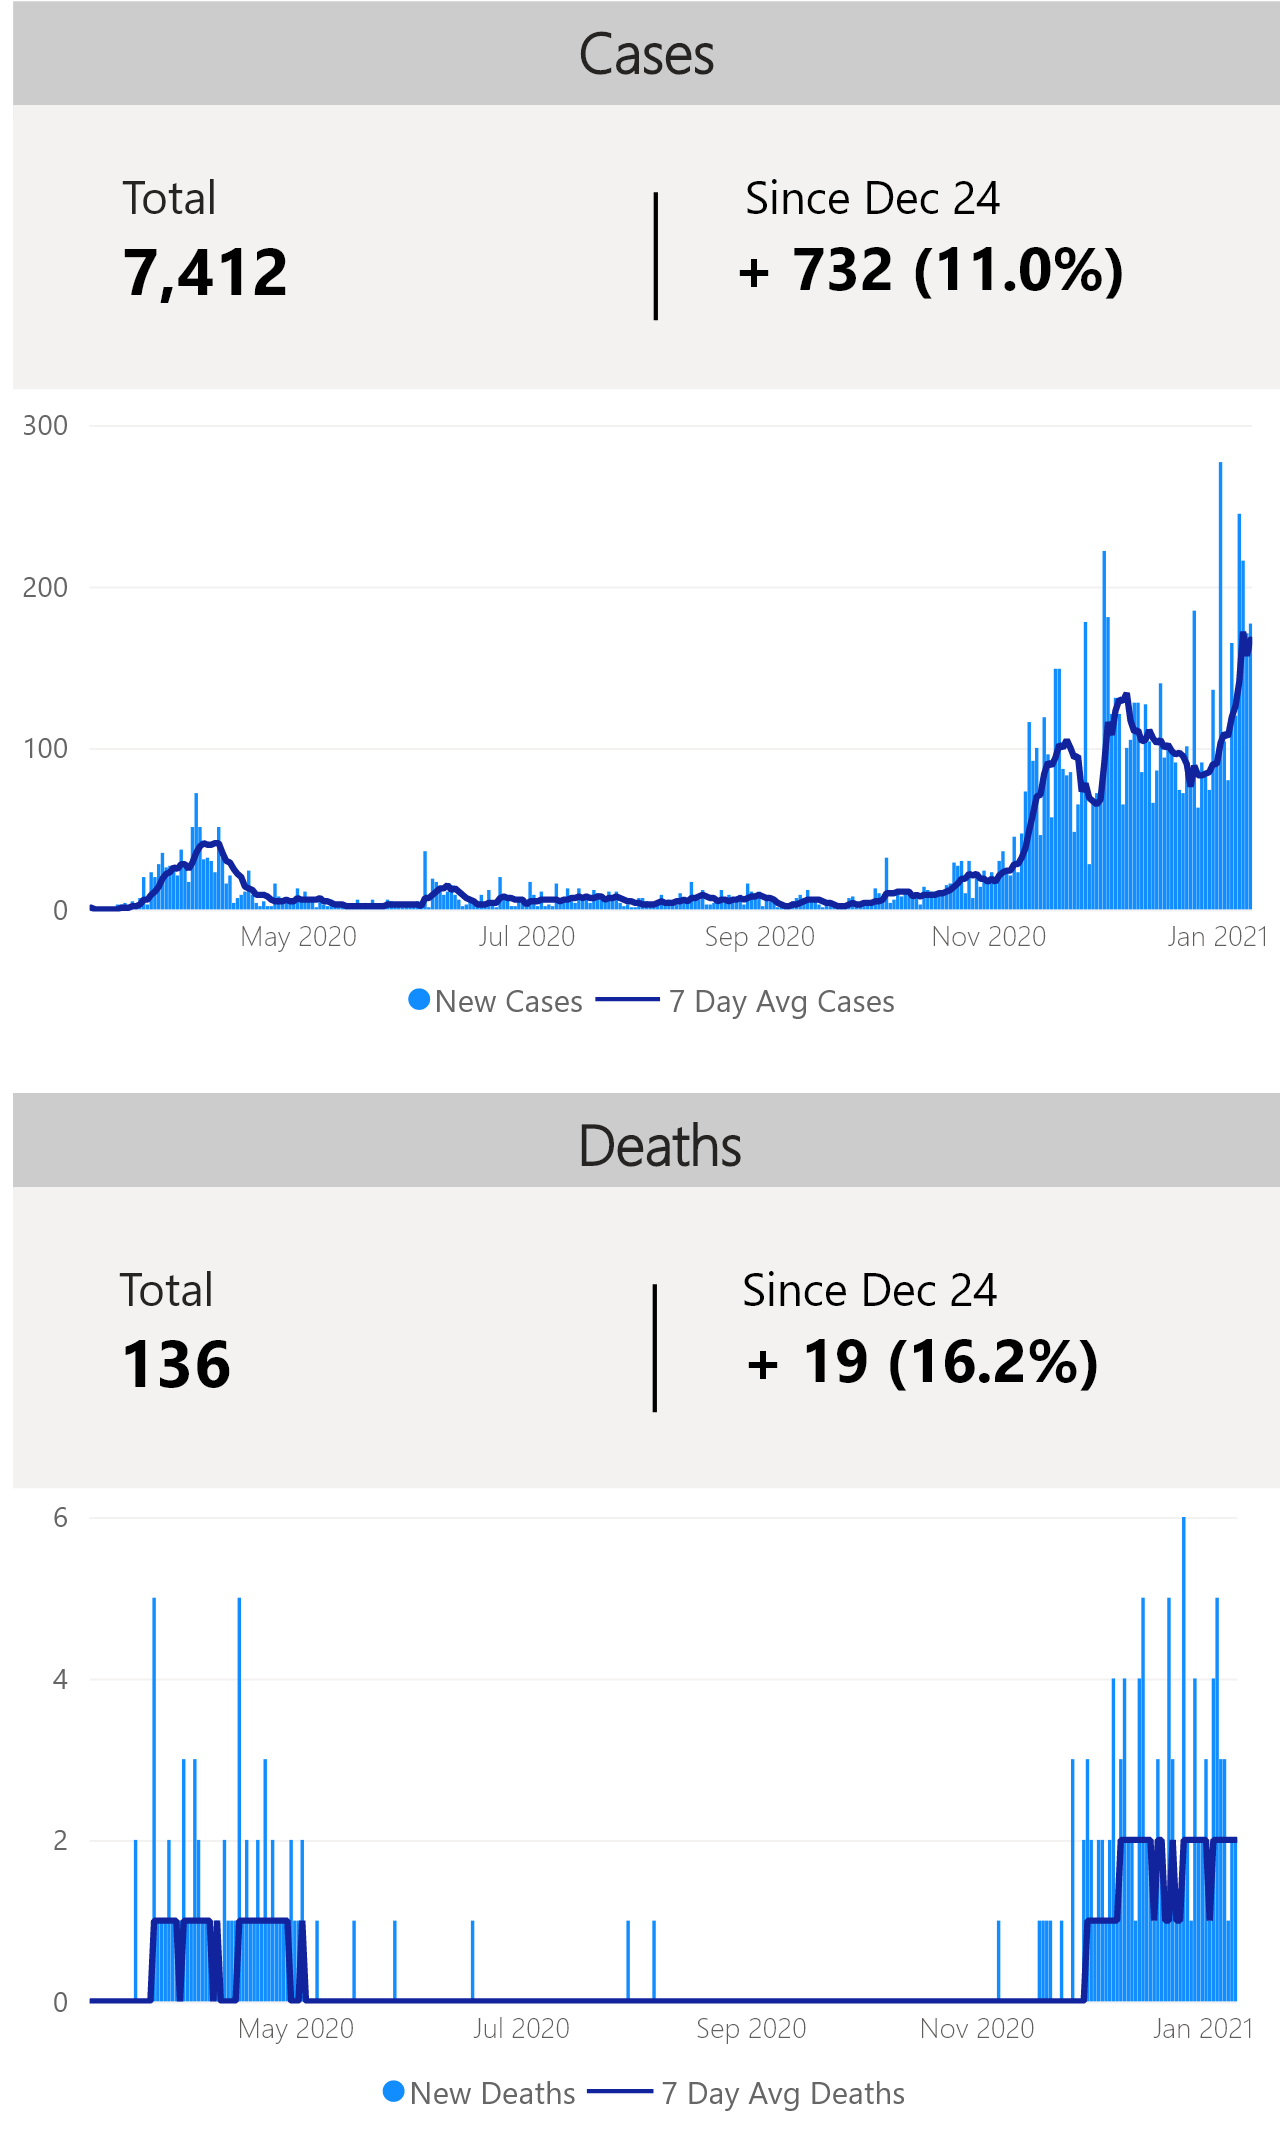 Cases
Total
Since Dec 24
7,412
+ 732 (11.0%)
300
200
100
0
May 2020
Jul 2020
Sep 2020
Nov 2020
Jan 2021
New Cases
7 Day Avg Cases
Deaths
Total
Since Dec 24
136
+ 19 (16.2%)
6
4
2
0
May 2020
Jul 2020
Sep 2020
Nov 2020
Jan 2021
New Deaths
7 Day Avg Deaths